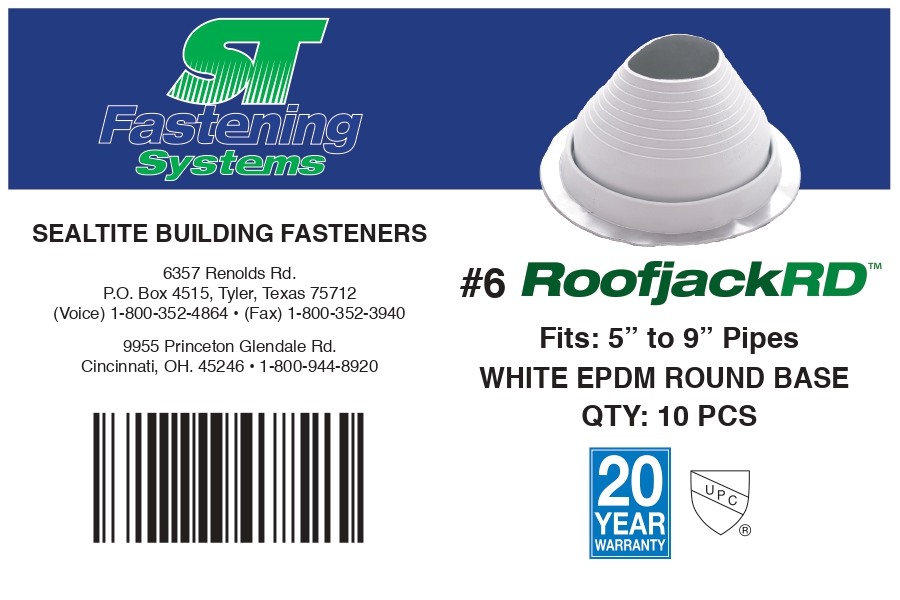 ST
Fastening
Systems
SEALTITE BUILDING FASTENERS
6357 Renolds Rd.
P.O. Box 4515, Tyler, Texas 75712
(Voice) 1-800-352-4864 • (Fax) 1-800-352-3940
9955 Princeton Glendale Rd.
Cincinnati, OH. 45246 • 1-800-944-8920
#6 RoofjackRD™
Fits: 5” to 9” Pipes
WHITE EPDM ROUND BASE
QTY: 10 PCS
20
YEAR
WARRANTY
UPC
®